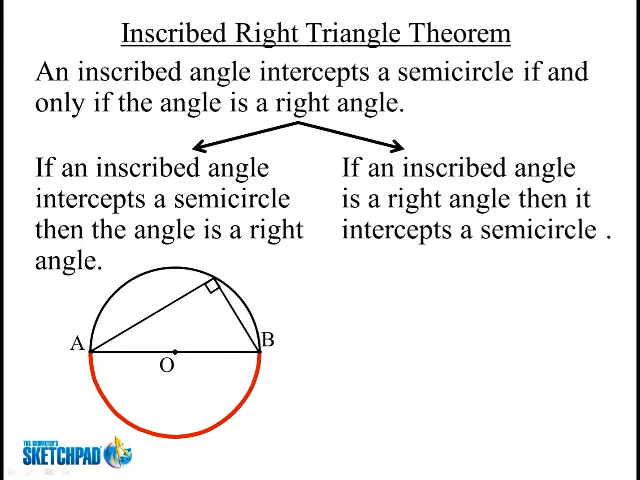 Inscribed Right Triangle Theorem
An inscribed angle intercepts a semicircle if and
only if the angle is a right angle.
If an inscribed angle
intercepts a semicircle
then the angle is a right
angle.
If an inscribed angle
is a right angle then it
intercepts a semicircle .
A
B
O
THE GEOMETER'S
SKETCHPAD